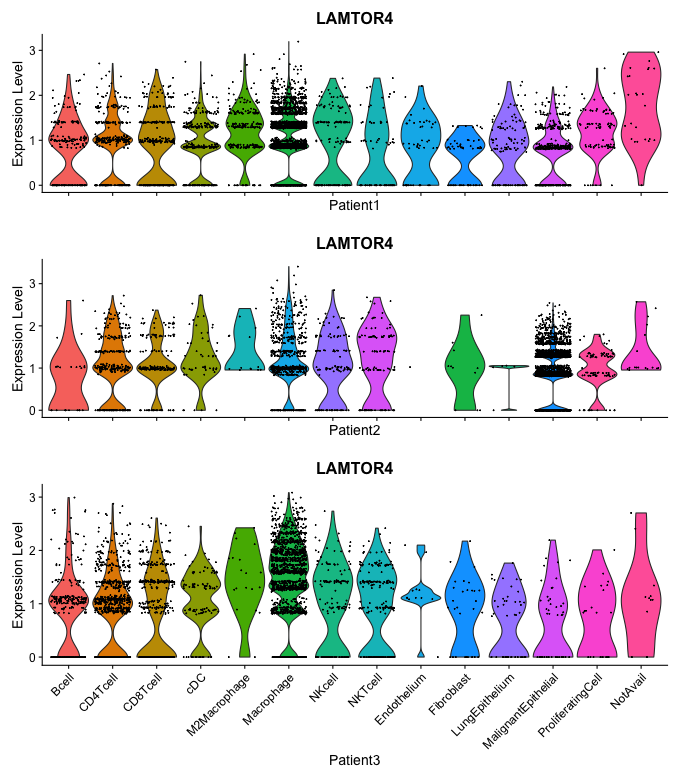 LAMTOR4
Expression Level
3
2
1
0
Patient1
LAMTOR4
Expression Level
3
2
1
0
Patient2
LAMTOR4
Expression Level
3
2
1
0
Bcell
CD4Tcell
CD8Tcell
cDC
M2Macrophage
Macrophage
NKcell
NKTcell
Endothelium
Fibroblast
LungEpithelium
MalignantEpithelial
ProliferatingCell
NotAvail
Patient3